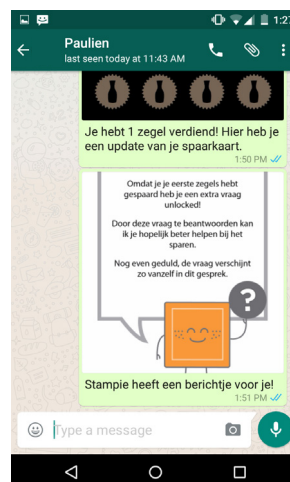 1:27
Paulien
last seen today at 11:43 AM
Je hebt 1 zegel verdiend! Hier heb je
een update van je spaarkaart.
1:50 PM
Omdat je je eerste zegels hebt
gespaard heb je een extra vraag
unlocked!
Door deze vraag te beantwoorden kan
ik je hopelijk beter helpen bij het
sparen.
Nog even geduld, de vraag verschijnt
zo vanzelf in dit gesprek.
?
Stampie heeft een berichtje voor je!
1:51 PM
Type a message